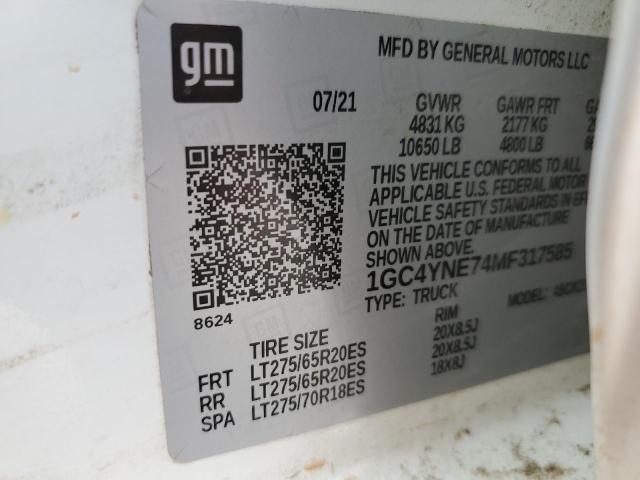 gm
MFD BY GENERAL MOTORS LLC
07/21
GVWR GAWR FRT
4831 KG 2177 KG
10650 LB 4800 LB
THIS VEHICLE CONFORMS TO ALL
APPLICABLE U.S. FEDERAL MOTOR
VEHICLE SAFETY STANDARDS IN EFF
ON THE DATE OF MANUFACTURE
SHOWN ABOVE.
1GC4YNE74MF317585
TYPE: TRUCK MODEL:
8624
TIRE SIZE RIM
FRT LT275/65R20ES 20X8.5J
RR LT275/65R20ES 20X8.5J
SPA LT275/70R18ES 18X8J